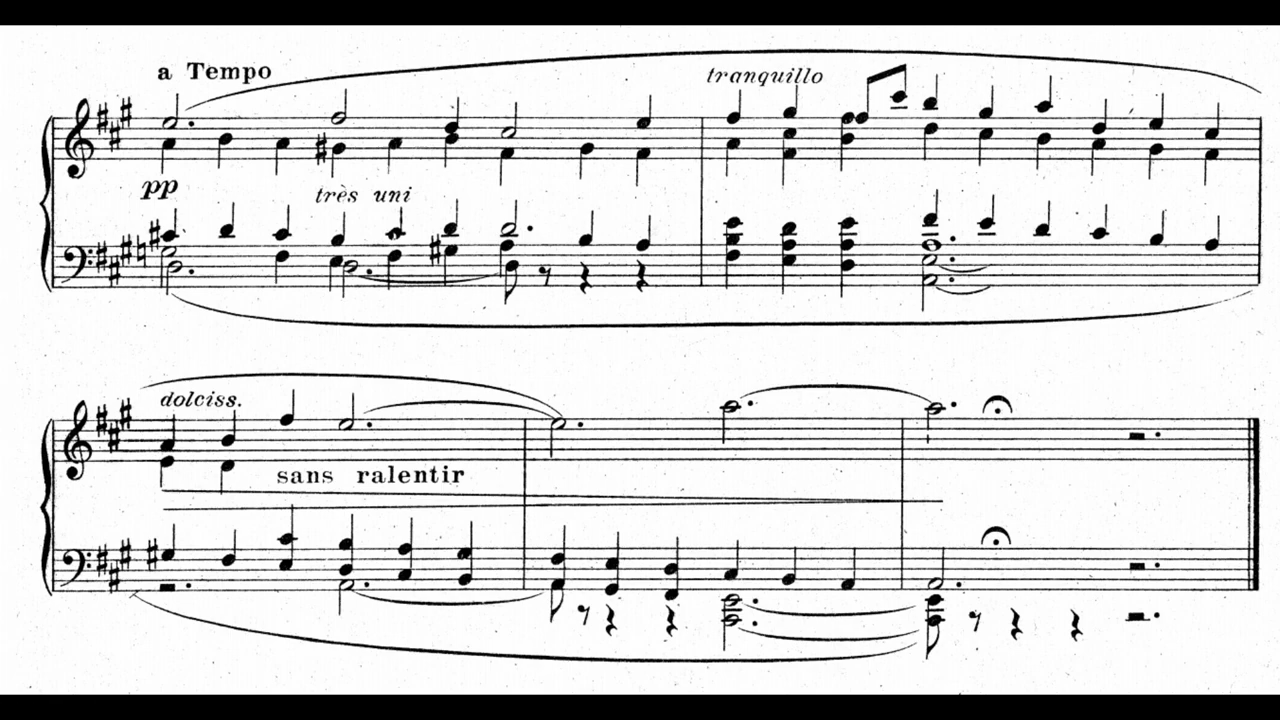 a Tempo
tranquillo
pp
très uni
dolciss.
sans ralentir